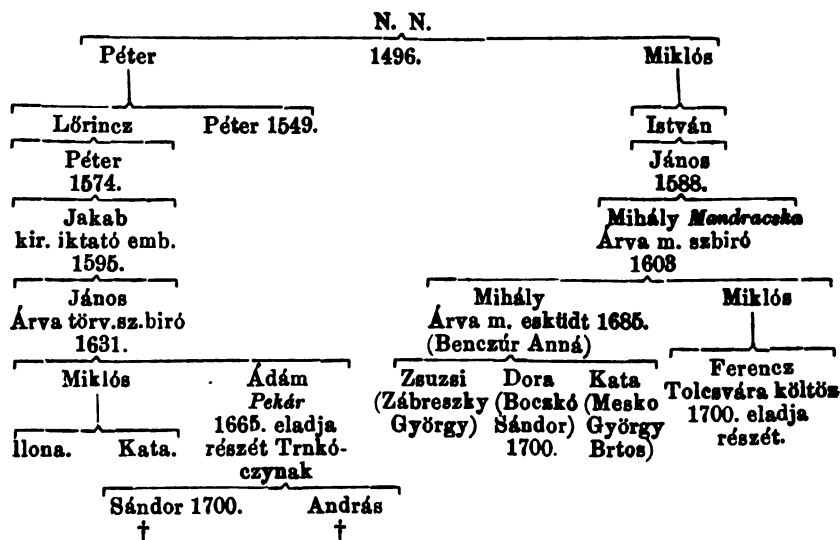 N. N.
Péter 1496. Miklós
Lőrincz Péter 1549. István
Péter János
1574. 1588.
Jakab Mihály Mandracska
kir. iktató emb. Árva m. szbiró
1595. 1603
János Mihály Miklós
Árva törv.sz.biró Árva m. esküdt 1685.
1631. (Benczúr Anná)
Miklós Ádám Zsuzsi Dora Kata Ferencz
Pekár (Zábreszky (Boczkó (Mesko Tolcsvára költöz
1665. eladja György) Sándor) György 1700. eladja
Ilona. Kata. részét Trnkó- 1700. Brtos) részét.
czynak
Sándor 1700. András
† †